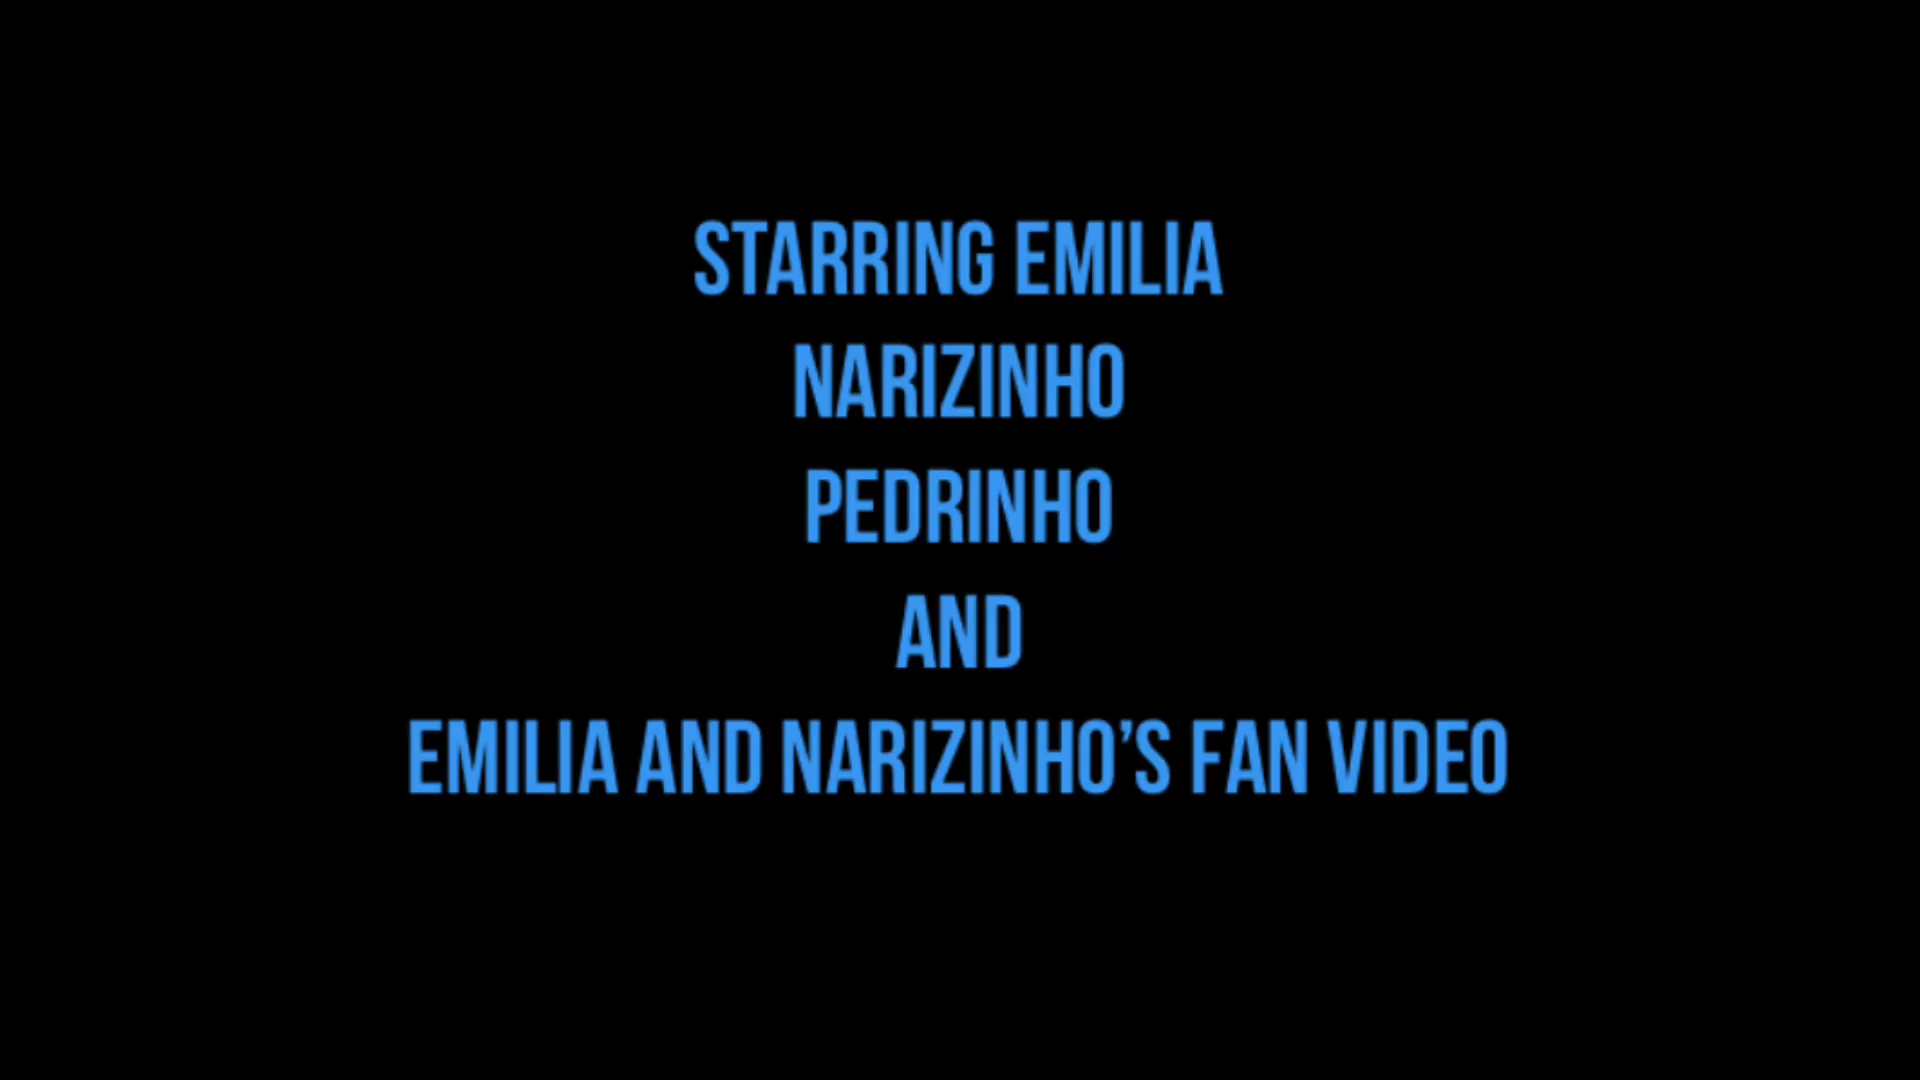 STARRING EMILIA
NARIZINHO
PEDRINHO
AND
EMILIA AND NARIZINHO’S FAN VIDEO